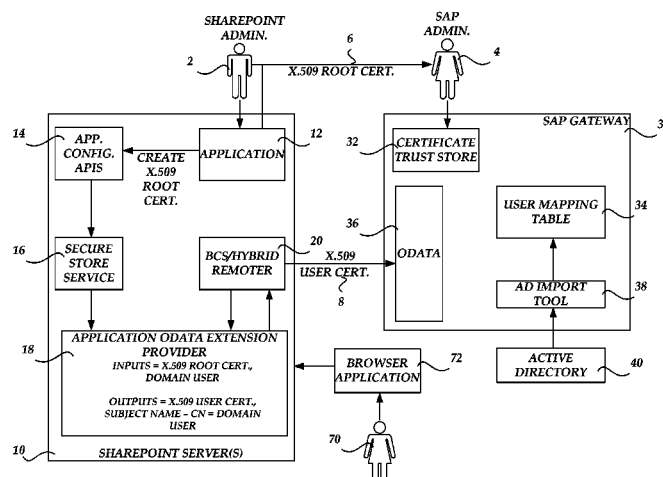 SHAREPOINT
ADMIN.
2
6
X.509 ROOT CERT.
SAP
ADMIN.
4
14
APP.
CONFIG.
APIS
CREATE
X.509
ROOT
CERT.
APPLICATION
12
SAP GATEWAY
3
32
CERTIFICATE
TRUST STORE
16
SECURE
STORE
SERVICE
BCS/HYBRID
REMOTER
20
X.509
USER CERT.
8
36
ODATA
USER MAPPING
TABLE
34
AD IMPORT
TOOL
38
ACTIVE
DIRECTORY
40
18
APPLICATION ODATA EXTENSION
PROVIDER
INPUTS = X.509 ROOT CERT.,
DOMAIN USER
OUTPUTS = X.509 USER CERT.,
SUBJECT NAME – CN = DOMAIN
USER
BROWSER
APPLICATION
72
70
10
SHAREPOINT SERVER(S)